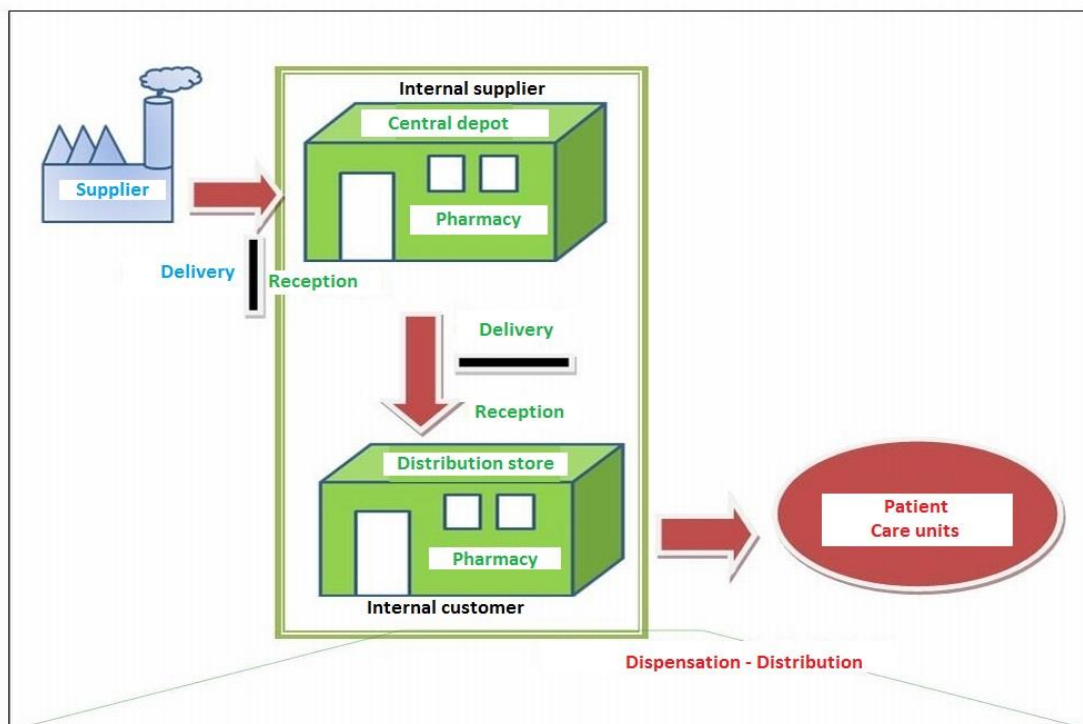 Internal supplier
Central depot
Supplier
Pharmacy
Delivery
Reception
Delivery
Reception
Distribution store
Patient
Care units
Pharmacy
Internal customer
Dispensation - Distribution